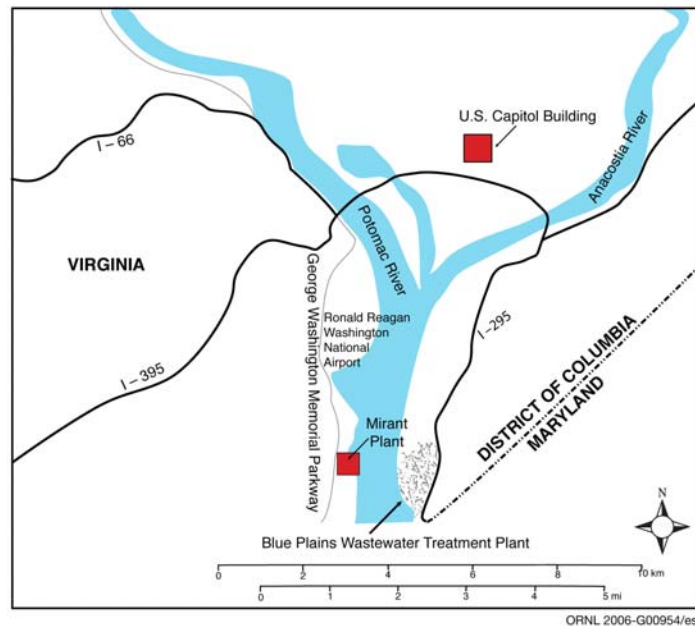 U.S. Capitol Building
Anacostia River
I – 66
Potomac River
VIRGINIA
George Washington Memorial Parkway
Ronald Reagan
Washington
National
Airport
I –295
I –395
DISTRICT OF COLUMBIA
MARYLAND
Mirant
Plant
N
Blue Plains Wastewater Treatment Plant
0 2 4 6 8 10 km
0 1 2 3 4 5 mi
ORNL 2006-G00954/es